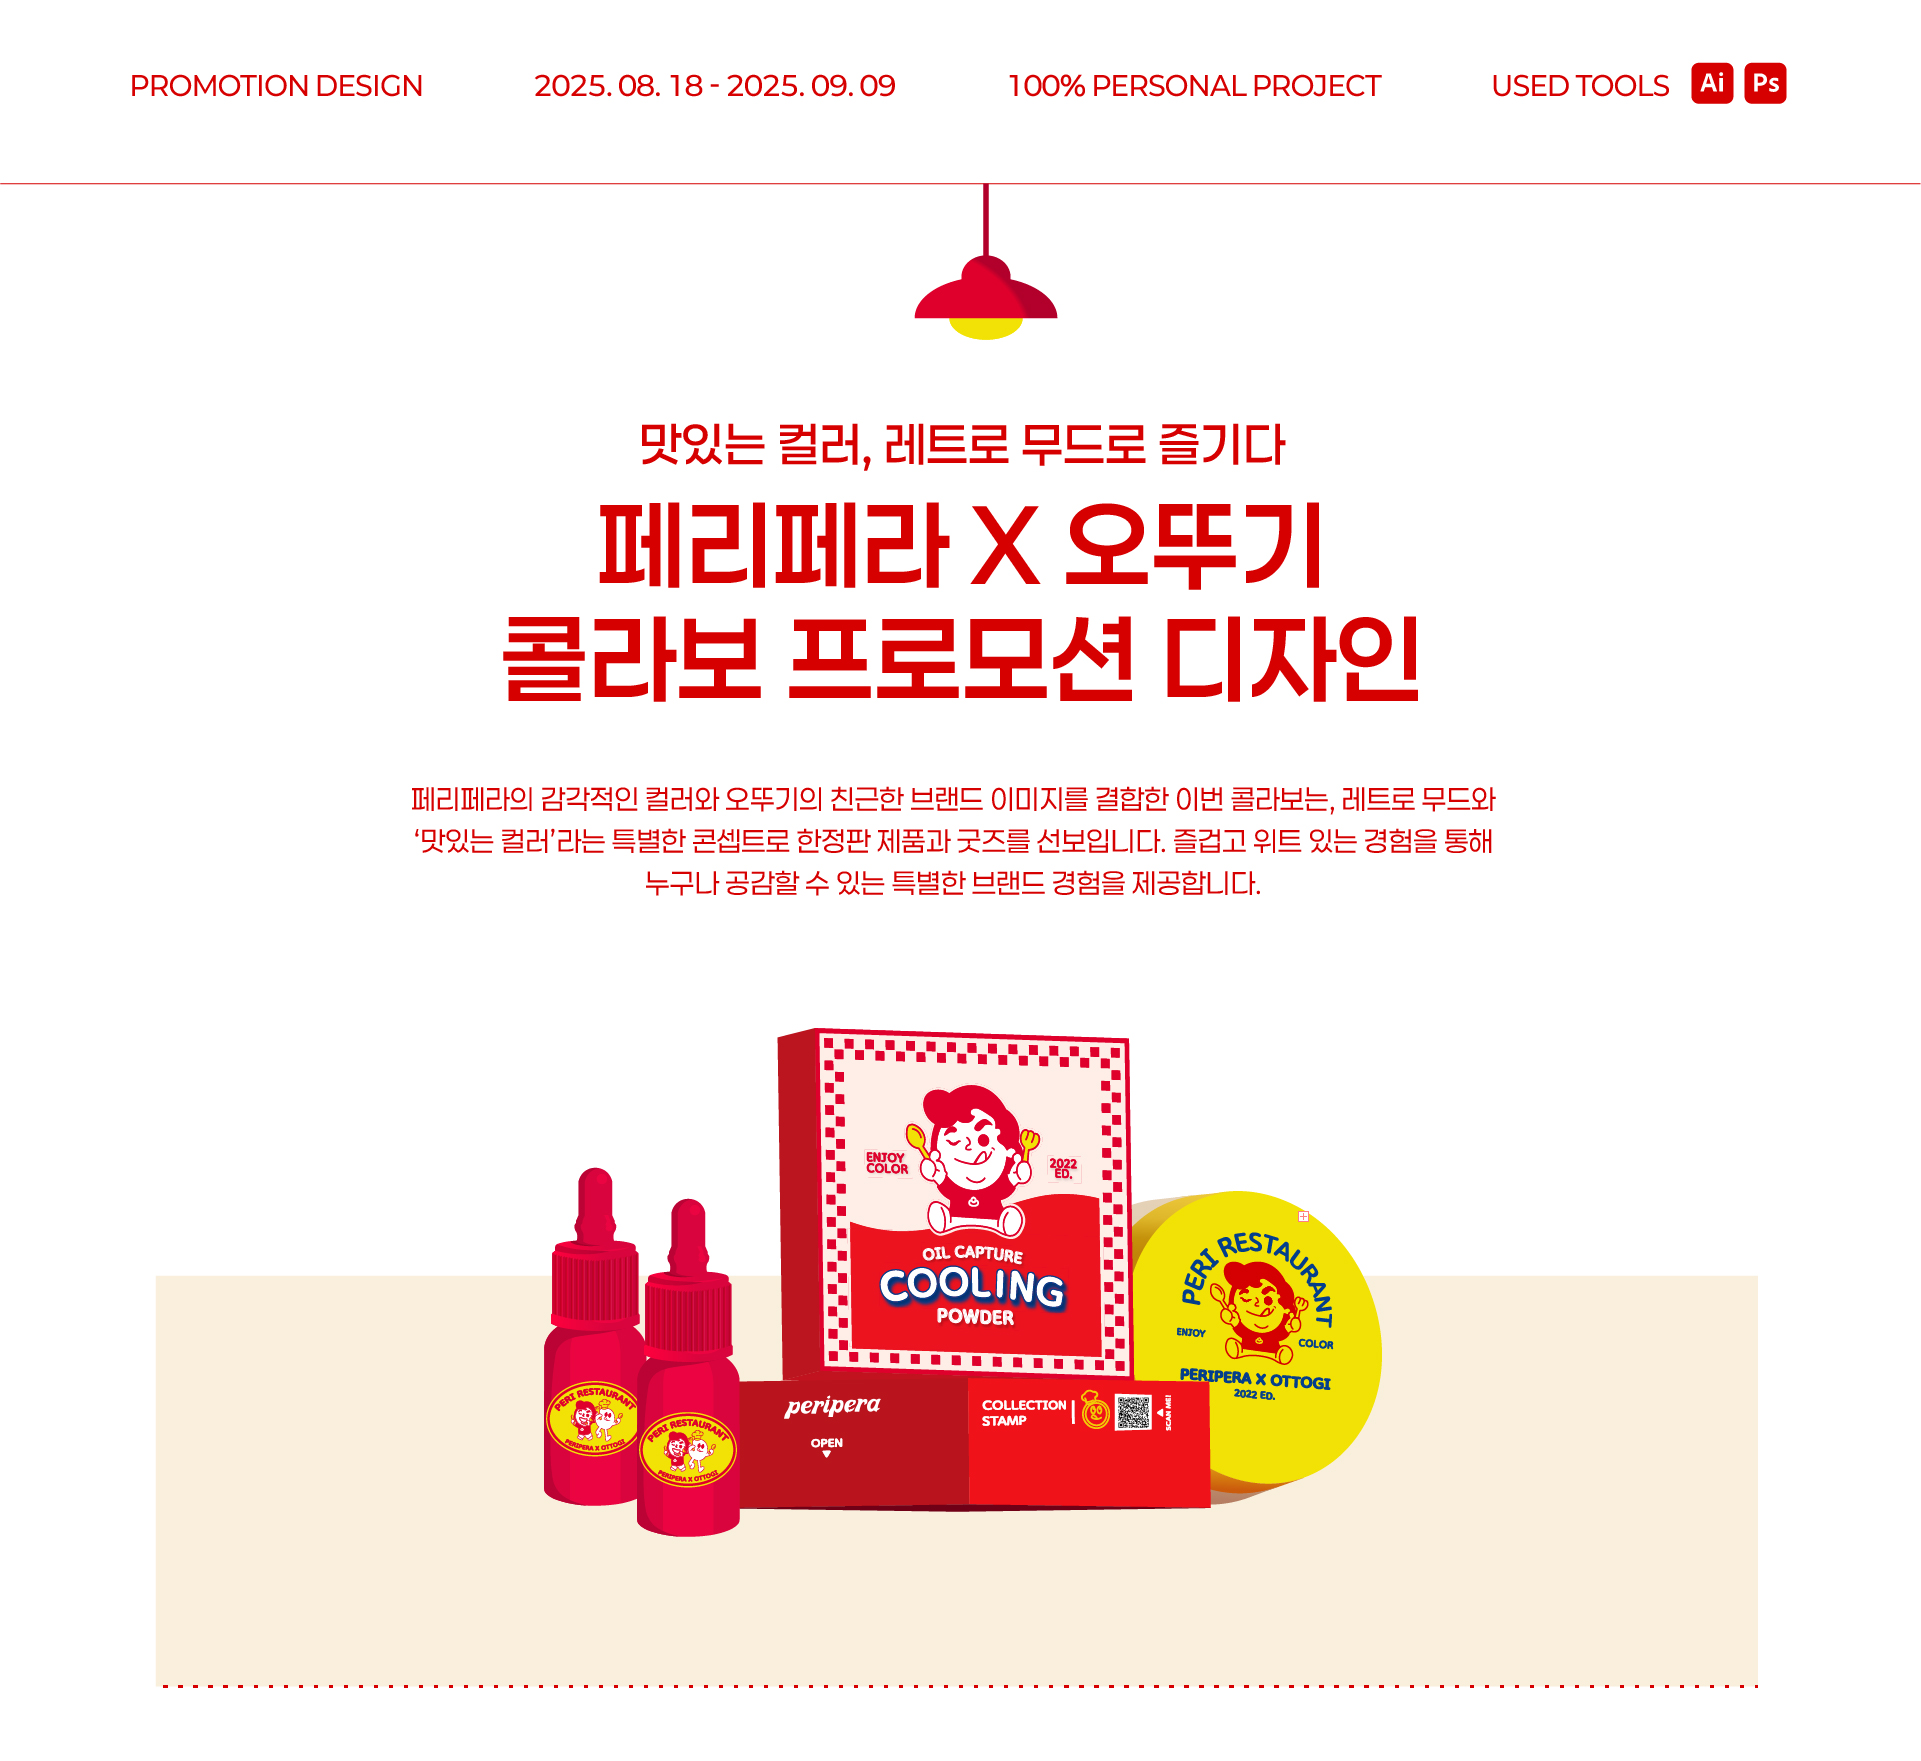 PROMOTION DESIGN
2025. 08. 18 - 2025. 09. 09
100% PERSONAL PROJECT
USED TOOLS Ai Ps
맛있는 컬러, 레트로 무드로 즐기다
페리페라 X 오뚜기
콜라보 프로모션 디자인
페리페라의 감각적인 컬러와 오뚜기의 친근한 브랜드 이미지를 결합한 이번 콜라보는, 레트로 무드와
‘맛있는 컬러’라는 특별한 콘셉트로 한정판 제품과 굿즈를 선보입니다. 즐겁고 위트 있는 경험을 통해
누구나 공감할 수 있는 특별한 브랜드 경험을 제공합니다.
ENJOY
COLOR
2022
ED.
OIL CAPTURE
COOLING
POWDER
PERI RESTAURANT
ENJOY
COLOR
PERIPERA X OTTOGI
2022 ED.
PERI RESTAURANT
PERIPERA X OTTOGI
PERI RESTAURANT
PERIPERA X OTTOGI
peripera
OPEN
COLLECTION
STAMP
SCAN ME!